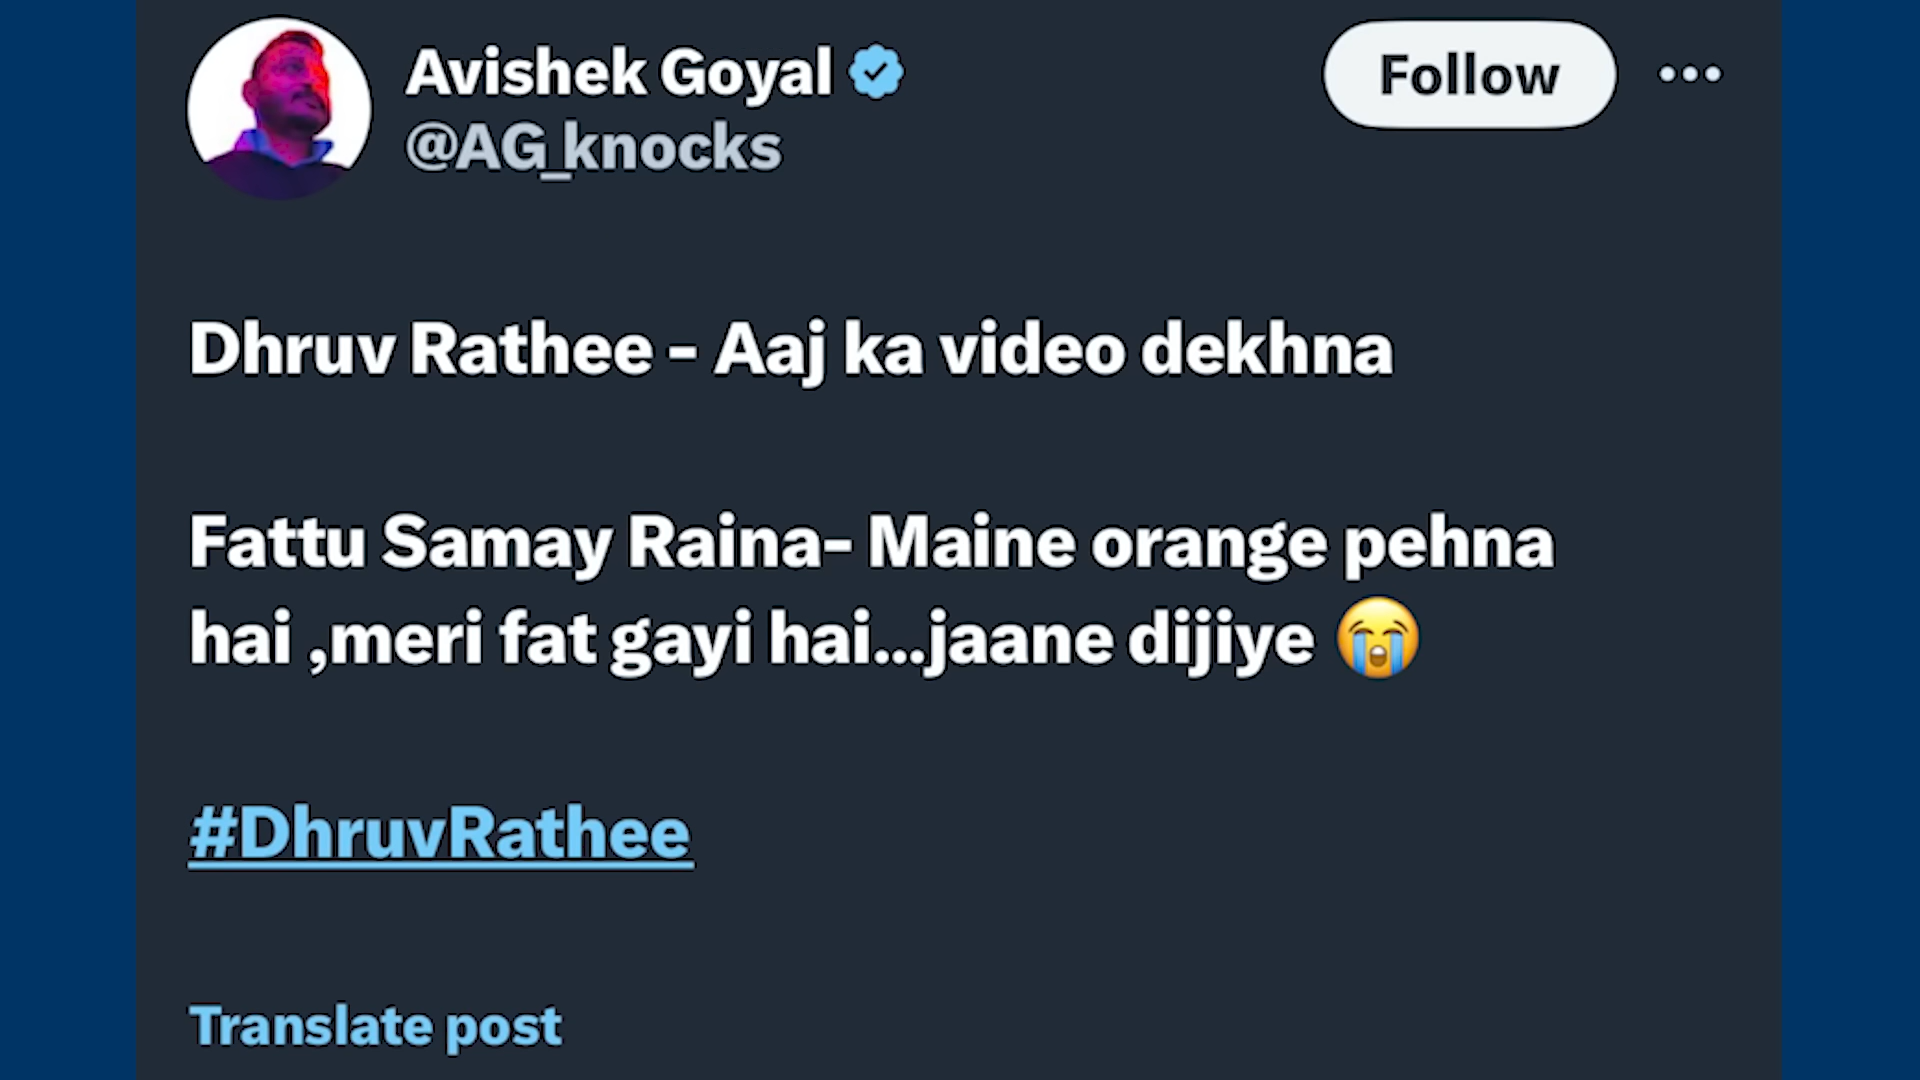 Avishek Goyal
Follow
@AG_knocks
Dhruv Rathee - Aaj ka video dekhna
Fattu Samay Raina- Maine orange pehna
hai ,meri fat gayi hai...jaane dijiye 😭
#DhruvRathee
Translate post